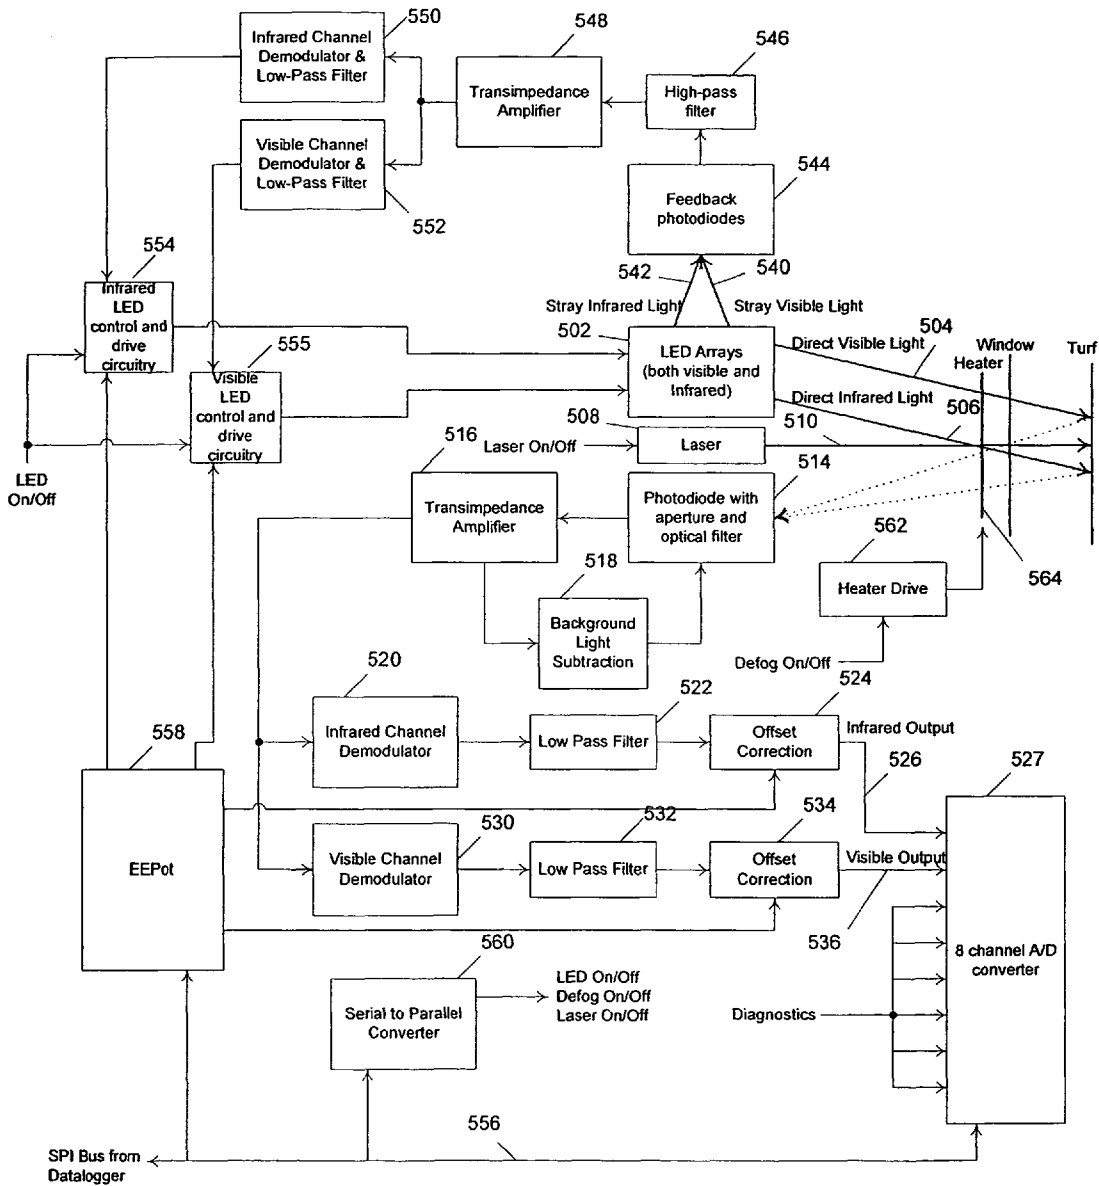 550
Infrared Channel
Demodulator &
Low-Pass Filter
548
Transimpedance
Amplifier
546
High-pass
filter
Visible Channel
Demodulator &
Low-Pass Filter
552
544
Feedback
photodiodes
554
Infrared
LED
control and
drive
circuitry
542
540
Stray Infrared Light
Stray Visible Light
502
LED Arrays
(both visible and
Infrared)
Direct Visible Light
504
Window
Heater
Turf
555
Visible
LED
control and
drive
circuitry
Direct Infrared Light
506
508
510
Laser On/Off
Laser
LED
On/Off
516
Transimpedance
Amplifier
514
Photodiode with
aperture and
optical filter
518
Background
Light
Subtraction
562
Heater Drive
564
Defog On/Off
520
Infrared Channel
Demodulator
522
Low Pass Filter
524
Offset
Correction
Infrared Output
526
527
558
EEPot
530
Visible Channel
Demodulator
532
Low Pass Filter
534
Offset
Correction
Visible Output
536
8 channel A/D
converter
560
Serial to Parallel
Converter
LED On/Off
Defog On/Off
Laser On/Off
Diagnostics
556
SPI Bus from
Datalogger